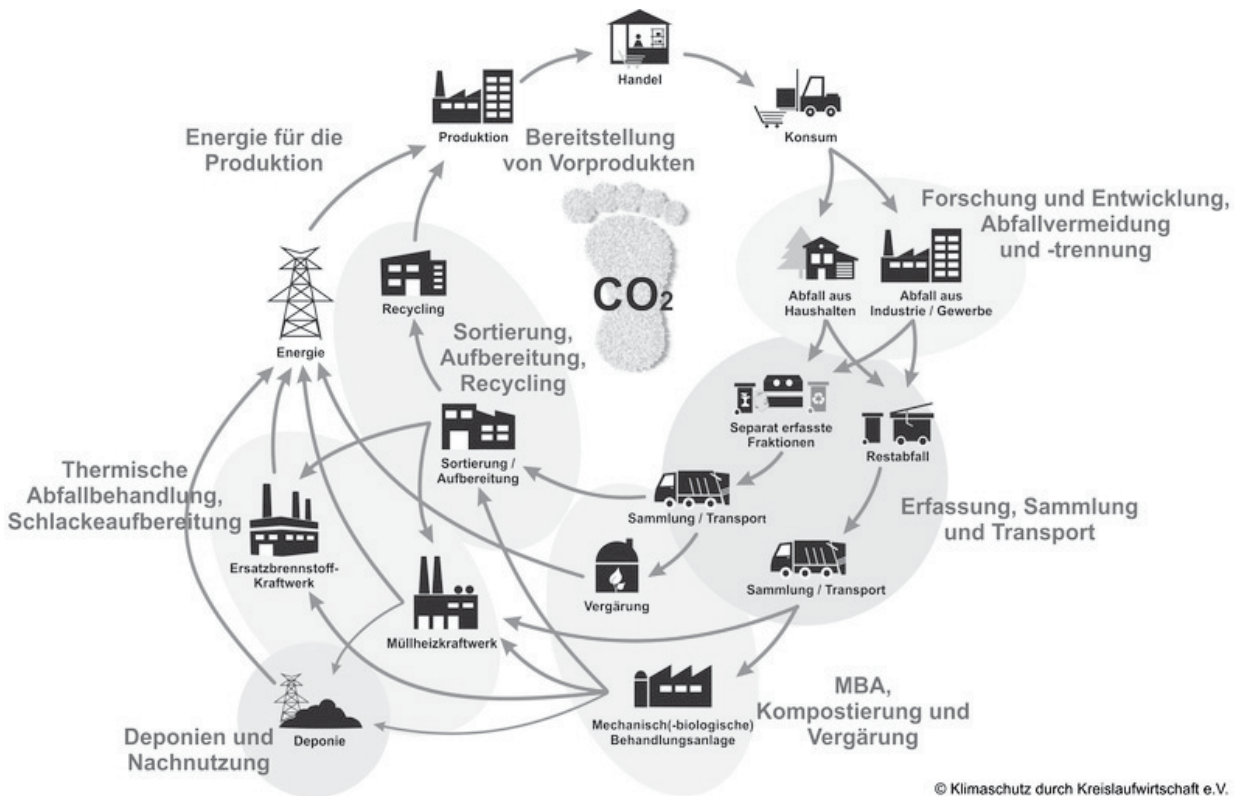 Handel
Produktion
Konsum
Energie für die
Produktion
Bereitstellung
von Vorprodukten
Forschung und Entwicklung,
Abfallvermeidung
und -trennung
CO₂
Abfall aus
Haushalten
Abfall aus
Industrie / Gewerbe
Recycling
Energie
Sortierung,
Aufbereitung,
Recycling
Separat erfasste
Fraktionen
Restabfall
Sortierung /
Aufbereitung
Thermische
Abfallbehandlung,
Schlackeaufbereitung
Sammlung / Transport
Erfassung, Sammlung
und Transport
Ersatzbrennstoff-
Kraftwerk
Vergärung
Sammlung / Transport
Müllheizkraftwerk
MBA,
Kompostierung und
Vergärung
Mechanisch(-biologische)
Behandlungsanlage
Deponie
Deponien und
Nachnutzung
© Klimaschutz durch Kreislaufwirtschaft e.V.